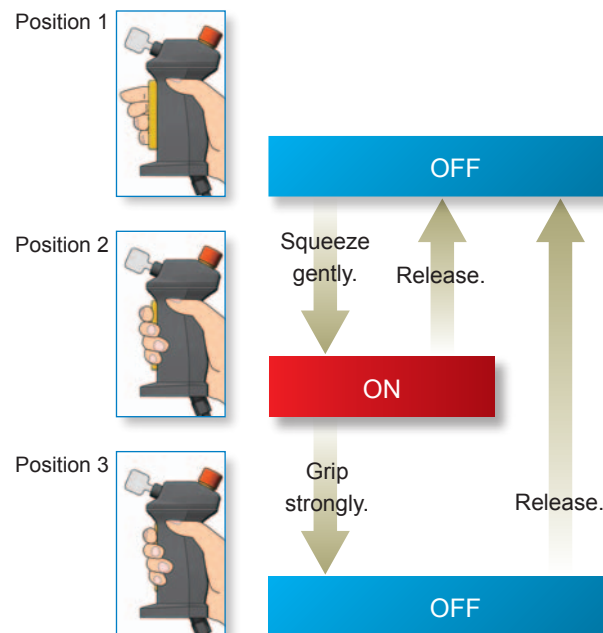 Position 1
OFF
Position 2
Squeeze
gently.
Release.
ON
Position 3
Grip
strongly.
Release.
OFF